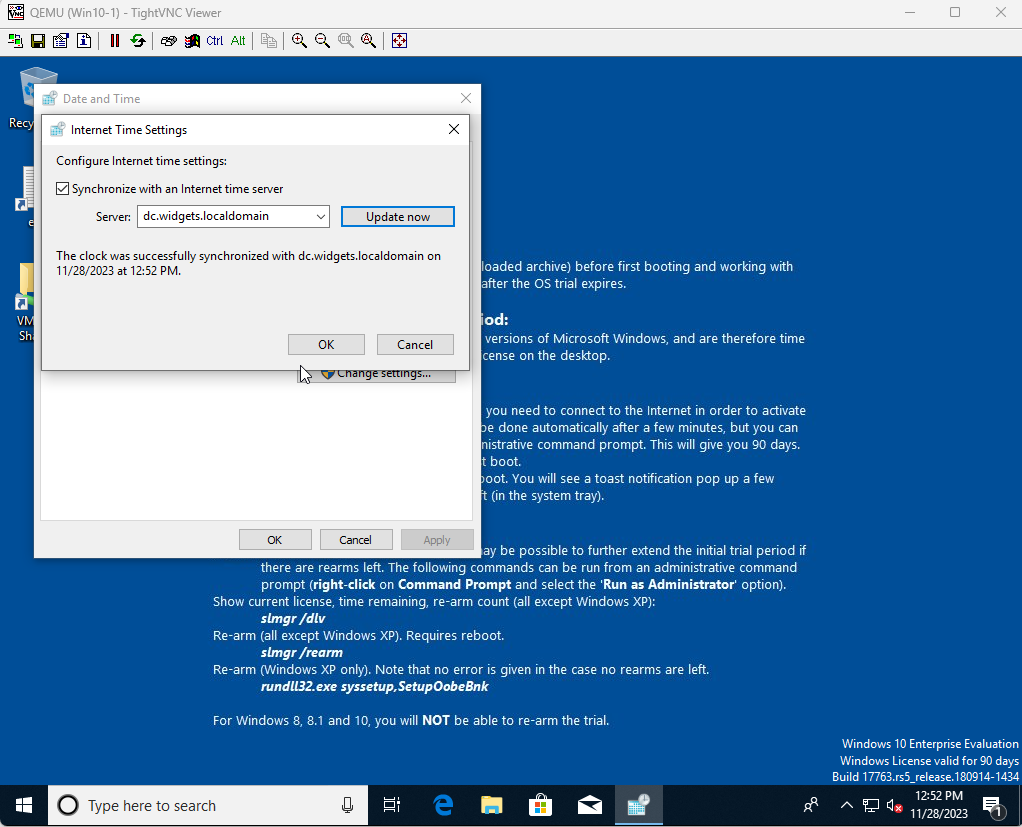 QEMU (Win10-1) - TightVNC Viewer
Ctrl Alt
Date and Time
Recy
Internet Time Settings
Configure Internet time settings:
Synchronize with an Internet time server
Server: dc.widgets.localdomain Update now
The clock was successfully synchronized with dc.widgets.localdomain on
11/28/2023 at 12:52 PM.
OK Cancel
Change settings...
OK Cancel Apply
e
VM
Sha
loaded archive) before first booting and working with
after the OS trial expires.
iod:
versions of Microsoft Windows, and are therefore time
icense on the desktop.
you need to connect to the Internet in order to activate
be done automatically after a few minutes, but you can
nistrative command prompt. This will give you 90 days.
t boot.
boot. You will see a toast notification pop up a few
ft (in the system tray).
may be possible to further extend the initial trial period if
there are rearms left. The following commands can be run from an administrative command
prompt (right-click on Command Prompt and select the 'Run as Administrator' option).
Show current license, time remaining, re-arm count (all except Windows XP):
slmgr /dlv
Re-arm (all except Windows XP). Requires reboot.
slmgr /rearm
Re-arm (Windows XP only). Note that no error is given in the case no rearms are left.
rundll32.exe syssetup,SetupOobeBnk
For Windows 8, 8.1 and 10, you will NOT be able to re-arm the trial.
Windows 10 Enterprise Evaluation
Windows License valid for 90 days
Build 17763.rs5_release.180914-1434
Type here to search
12:52 PM
11/28/2023
1